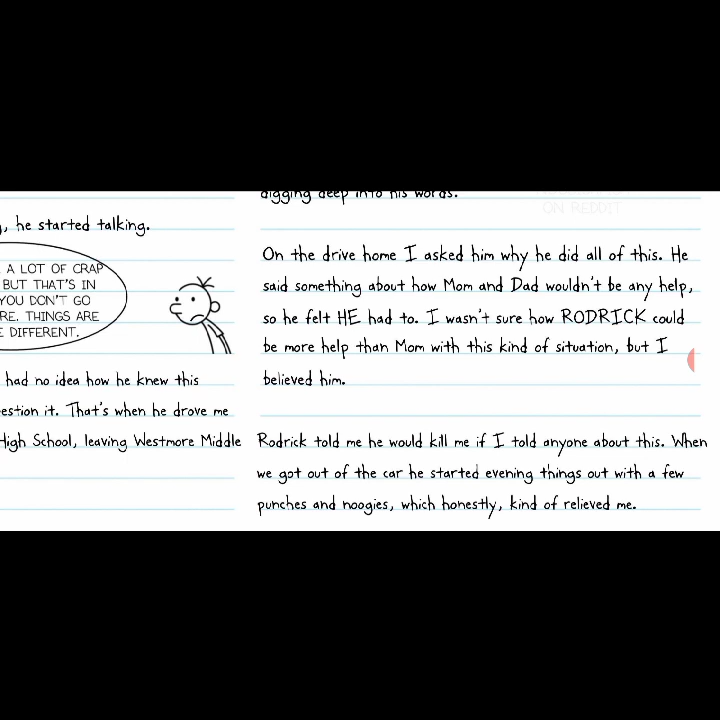 , he started talking.
A LOT OF CRAP
BUT THAT'S IN
YOU DON'T GO
RE. THINGS ARE
E DIFFERENT.
had no idea how he knew this
estion it. That's when he drove me
High School, leaving Westmore Middle
digging deep into his words.
ON REDDIT
On the drive home I asked him why he did all of this. He
said something about how Mom and Dad wouldn't be any help,
so he felt HE had to. I wasn't sure how RODRICK could
be more help than Mom with this kind of situation, but I
believed him.
Rodrick told me he would kill me if I told anyone about this. When
we got out of the car he started evening things out with a few
punches and noogies, which honestly, kind of relieved me.